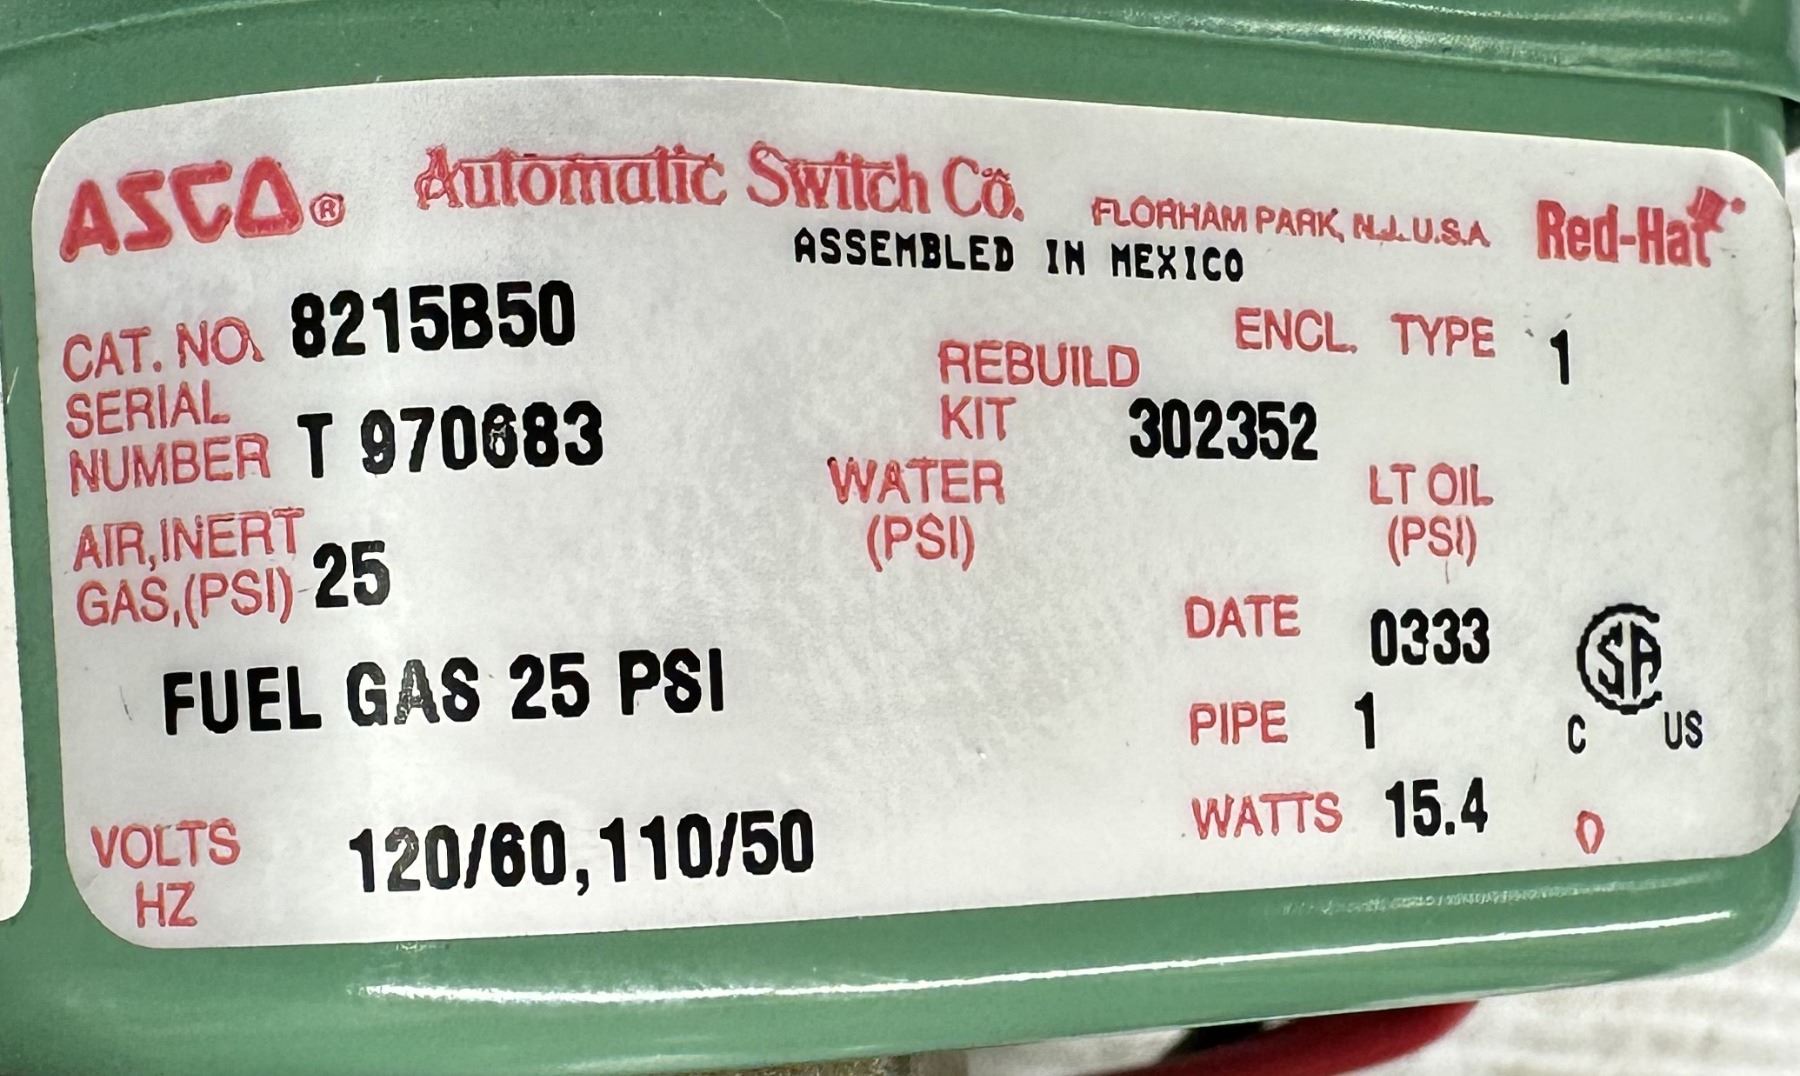 ASCO® Automatic Switch Co. FLORHAM PARK, N.J. U.S.A Red-Hat
ASSEMBLED IN MEXICO
CAT. NO. 8215B50
ENCL. TYPE 1
SERIAL NUMBER T 970683
REBUILD KIT 302352
AIR, INERT GAS, (PSI) 25
WATER (PSI)
LT OIL (PSI)
FUEL GAS 25 PSI
DATE 0333
PIPE 1
WATTS 15.4
VOLTS HZ 120/60,110/50
CSA
C US